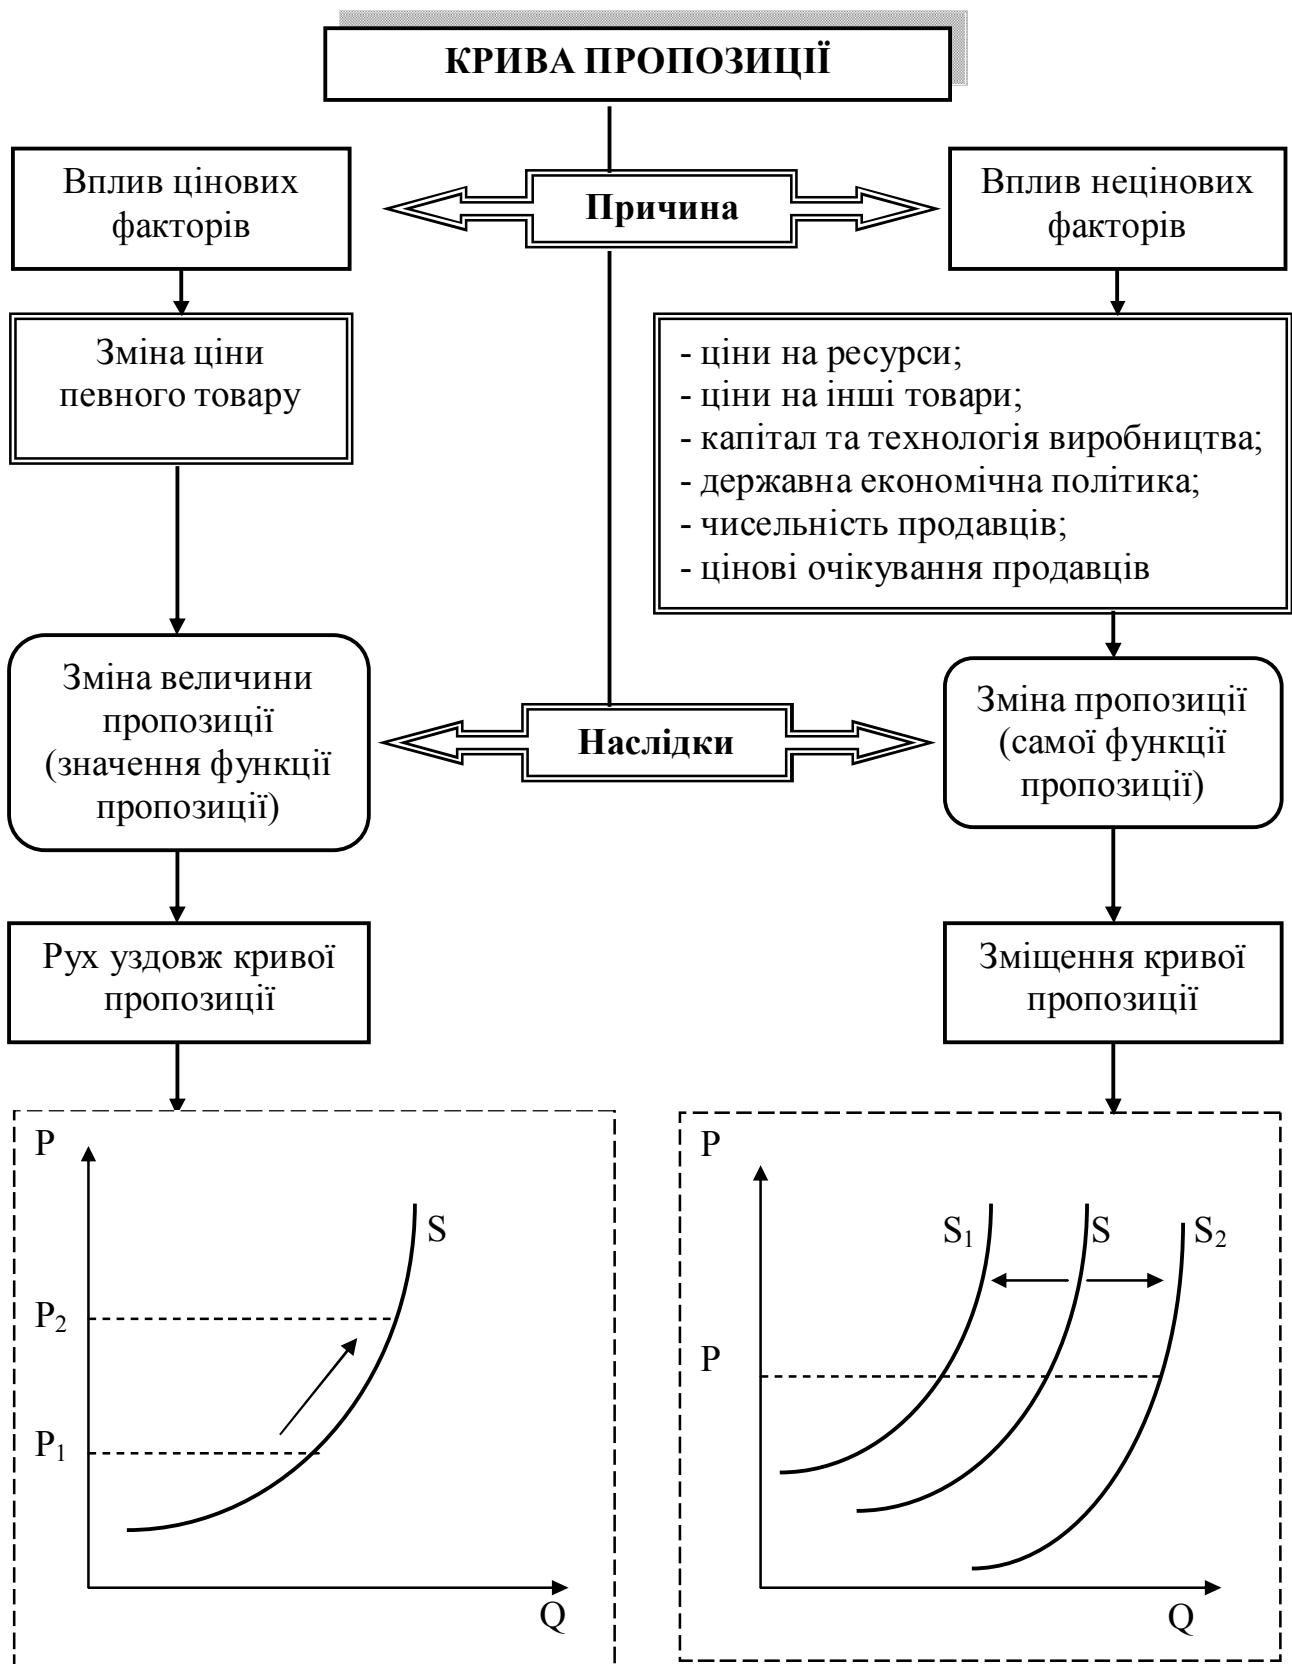 КРИВА ПРОПОЗИЦІЇ
Вплив цінових
факторів
Причина
Вплив нецінових
факторів
Зміна ціни
певного товару
- ціни на ресурси;
- ціни на інші товари;
- капітал та технологія виробництва;
- державна економічна політика;
- чисельність продавців;
- цінові очікування продавців
Зміна величини
пропозиції
(значення функції
пропозиції)
Наслідки
Зміна пропозиції
(самої функції
пропозиції)
Рух уздовж кривої
пропозиції
Зміщення кривої
пропозиції
P
S
P₂
P₁
Q
P
S₁
S
S₂
P
Q